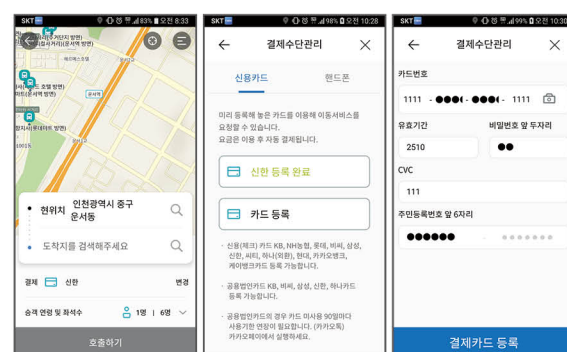 SKT 83% 오전 8:33
에르메스호텔
운서역
현위치 인천광역시 중구
운서동
도착지를 검색해주세요
결제 신한 변경
승객 연령 및 좌석수 1명 | 6명
호출하기
SKT 98% 오전 10:28
결제수단관리
신용카드 핸드폰
미리 등록해 놓은 카드를 이용해 이동서비스를
요청할 수 있습니다.
요금은 이용 후 자동 결제됩니다.
신한 등록 완료
카드 등록
· 신용(체크) 카드 KB, NH농협, 롯데, 비씨, 삼성,
신한, 씨티, 하나(외환), 현대, 카카오뱅크,
케이뱅크카드 등록 가능합니다.
· 공용법인카드 KB, 비씨, 삼성, 신한, 하나카드
등록 가능합니다.
· 공용법인카드의 경우 카드 미사용 90일마다
사용기한 연장이 필요합니다. (카카오톡)
카카오페이에서 실행하세요.
SKT 99% 오전 10:30
결제수단관리
카드번호
1111 - ●●●( - ●●●( - 1111
유효기간 비밀번호 앞 두자리
2510 ●●
CVC
111
주민등록번호 앞 6자리
●●●●●● - ●●●●●●●
결제카드 등록